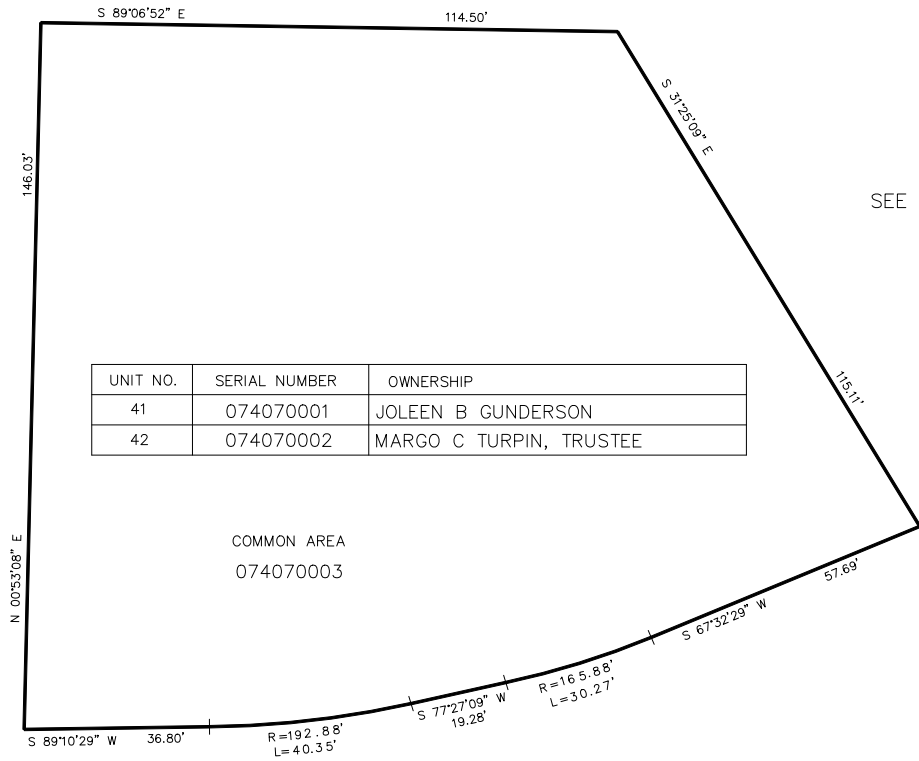 S 89°06'52" E 114.50'
S 31°25'09" E
146.03'
SEE
115.11'
UNIT NO. SERIAL NUMBER OWNERSHIP
41 074070001 JOLEEN B GUNDERSON
42 074070002 MARGO C TURPIN, TRUSTEE
COMMON AREA
074070003
N 00°53'08" E
57.69'
S 67°32'29" W
R=165.88'
L=30.27'
S 77°27'09" W
19.28'
R=192.88'
L=40.35'
S 89°10'29" W 36.80'